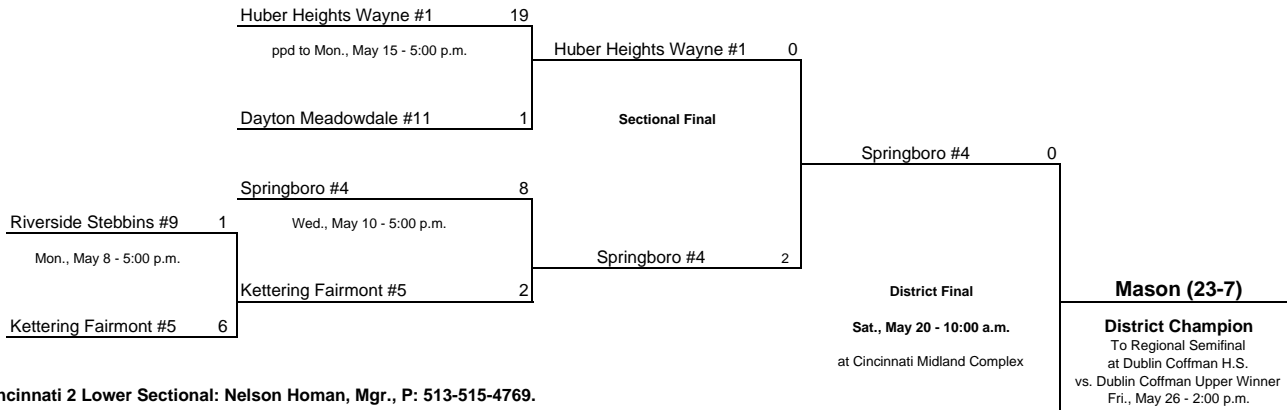 Huber Heights Wayne #1 19
ppd to Mon., May 15 - 5:00 p.m.
Huber Heights Wayne #1 0
Dayton Meadowdale #11 1
Sectional Final
Springboro #4 0
Springboro #4 8
Riverside Stebbins #9 1
Wed., May 10 - 5:00 p.m.
Mon., May 8 - 5:00 p.m.
Springboro #4 2
Kettering Fairmont #5 2
District Final
Mason (23-7)
Kettering Fairmont #5 6
Sat., May 20 - 10:00 a.m.
District Champion
To Regional Semifinal
at Cincinnati Midland Complex
at Dublin Coffman H.S.
vs. Dublin Coffman Upper Winner
ncinnati 2 Lower Sectional: Nelson Homan, Mgr., P: 513-515-4769.
Fri., May 26 - 2:00 p.m.